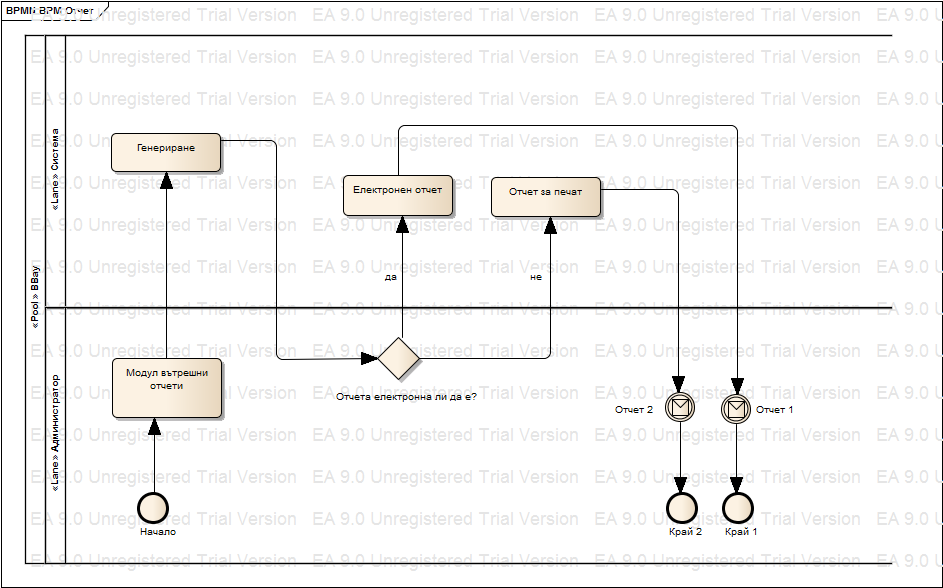 BPMN BPM Отчет
EA 9.0 Unregistered Trial Version
«Pool» BBay
«Lane» Система
«Lane» Администратор
Генериране
Електронен отчет
Отчет за печат
да
не
Модул вътрешни
отчети
Отчета електронна ли да е?
Отчет 2
Отчет 1
Начало
Край 2
Край 1